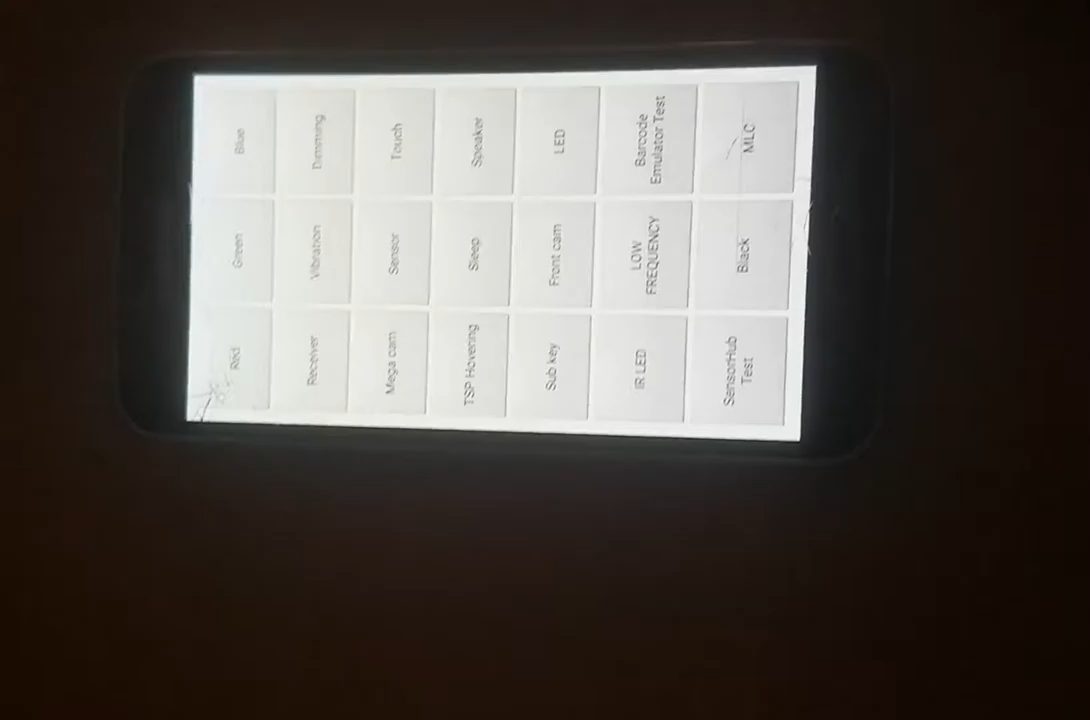 Red
Green
Blue
Receiver
Vibration
Dimming
Mega cam
Sensor
Touch
TSP Hovering
Sleep
Speaker
Sub key
Front cam
LED
IR LED
LOW
FREQUENCY
Barcode
Emulator Test
SensorHub
Test
Black
MLC